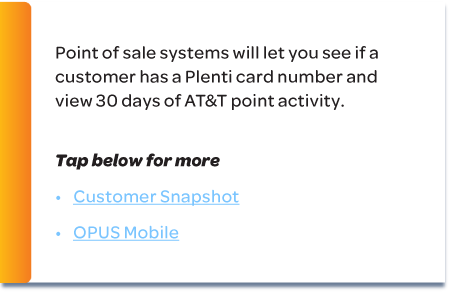 Point of sale systems will let you see if a
customer has a Plenti card number and
view 30 days of AT&T point activity.
Tap below for more
• Customer Snapshot
• OPUS Mobile